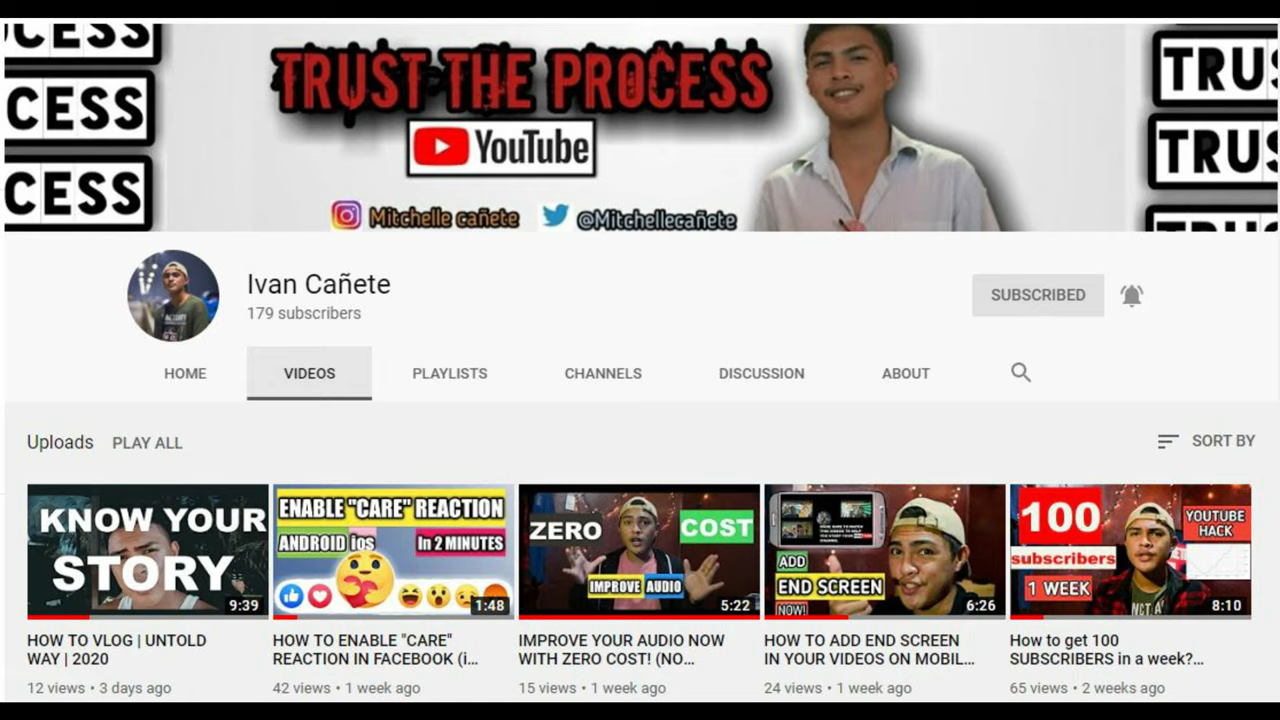 CESS
TRUST THE PROCESS
TRUS
CESS
YouTube
TRUS
CESS
Mitchelle cañete
@Mitchellecañete
TRUS
Ivan Cañete
179 subscribers
SUBSCRIBED
HOME
VIDEOS
PLAYLISTS
CHANNELS
DISCUSSION
ABOUT
Uploads
PLAY ALL
SORT BY
KNOW YOUR
STORY
9:39
ENABLE "CARE" REACTION
ANDROID ios
In 2 MINUTES
1:48
ZERO
COST
IMPROVE AUDIO
5:22
ADD
END SCREEN
NOW!
6:26
100
subscribers
1 WEEK
YOUTUBE
HACK
8:10
HOW TO VLOG | UNTOLD
WAY | 2020
12 views • 3 days ago
HOW TO ENABLE "CARE"
REACTION IN FACEBOOK (i...
42 views • 1 week ago
IMPROVE YOUR AUDIO NOW
WITH ZERO COST! (NO...
15 views • 1 week ago
HOW TO ADD END SCREEN
IN YOUR VIDEOS ON MOBIL...
24 views • 1 week ago
How to get 100
SUBSCRIBERS in a week?...
65 views • 2 weeks ago